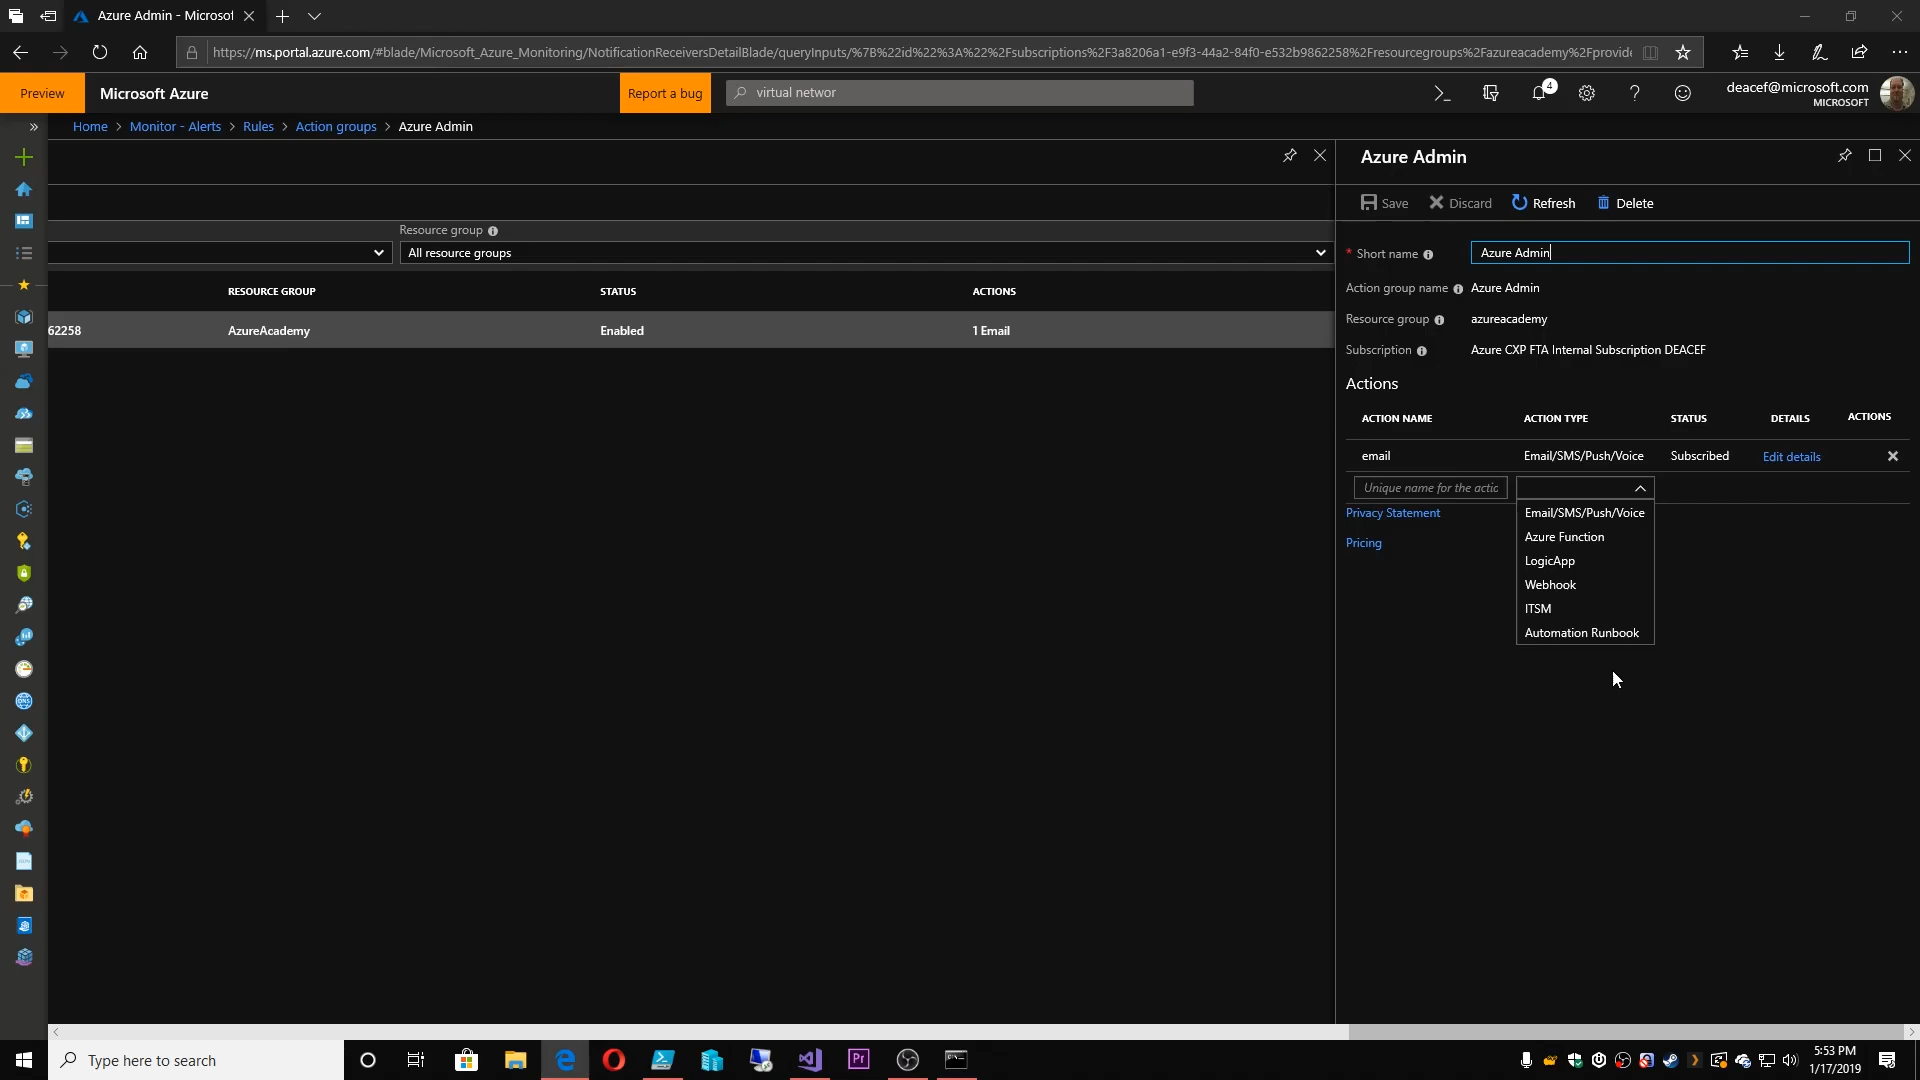 Azure Admin - Microsof
https://ms.portal.azure.com/#blade/Microsoft_Azure_Monitoring/NotificationReceiversDetailBlade/queryInputs/%7B%22id%22%3A%22%2Fsubscriptions%2F3a8206a1-e9f3-44a2-84f0-e532b9862258%2Fresourcegroups%2Fazureacademy%2Fprovide
Preview
Microsoft Azure
Report a bug
virtual networ
4
deacef@microsoft.com
MICROSOFT
Home > Monitor - Alerts > Rules > Action groups > Azure Admin
Resource group
All resource groups
RESOURCE GROUP STATUS ACTIONS
62258 AzureAcademy Enabled 1 Email
Azure Admin
Save Discard Refresh Delete
* Short name Azure Admin
Action group name Azure Admin
Resource group azureacademy
Subscription Azure CXP FTA Internal Subscription DEACEF
Actions
ACTION NAME ACTION TYPE STATUS DETAILS ACTIONS
email Email/SMS/Push/Voice Subscribed Edit details
Unique name for the actic
Privacy Statement
Pricing
Email/SMS/Push/Voice
Azure Function
LogicApp
Webhook
ITSM
Automation Runbook
Type here to search
Pr
5:53 PM
1/17/2019